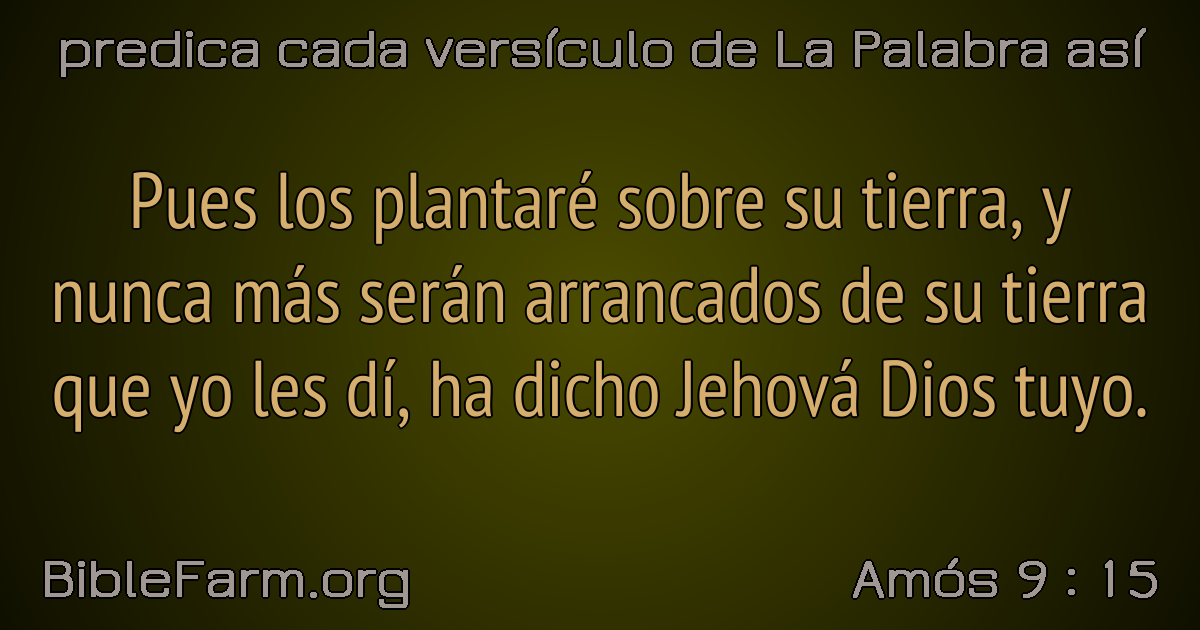 predica cada versículo de La Palabra así
Pues los plantaré sobre su tierra, y
nunca más serán arrancados de su tierra
que yo les dí, ha dicho Jehová Dios tuyo.
BibleFarm.org
Amós 9 : 15